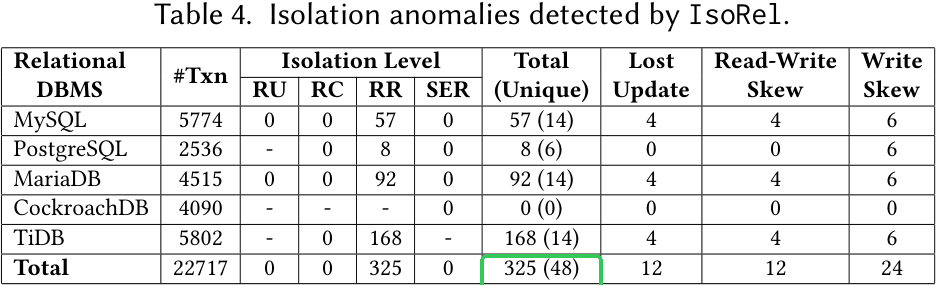 Table 4. Isolation anomalies detected by IsoRel.
Relational DBMS #Txn Isolation Level Total (Unique) Lost Update Read-Write Skew Write Skew
RU RC RR SER
MySQL 5774 0 0 57 0 57 (14) 4 4 6
PostgreSQL 2536 - 0 8 0 8 (6) 0 0 6
MariaDB 4515 0 0 92 0 92 (14) 4 4 6
CockroachDB 4090 - - - 0 0 (0) 0 0 0
TiDB 5802 - 0 168 - 168 (14) 4 4 6
Total 22717 0 0 325 0 325 (48) 12 12 24